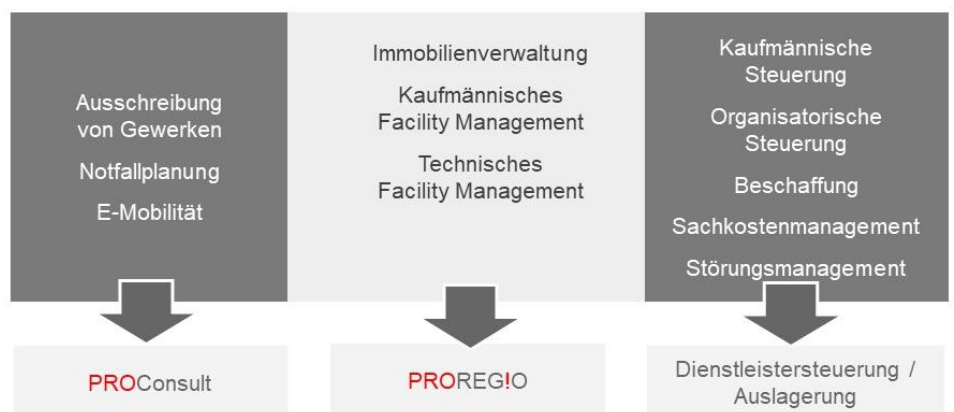 Ausschreibung
von Gewerken
Notfallplanung
E-Mobilität
PROConsult
Immobilienverwaltung
Kaufmännisches
Facility Management
Technisches
Facility Management
PROREG!O
Kaufmännische
Steuerung
Organisatorische
Steuerung
Beschaffung
Sachkostenmanagement
Störungsmanagement
Dienstleistersteuerung /
Auslagerung